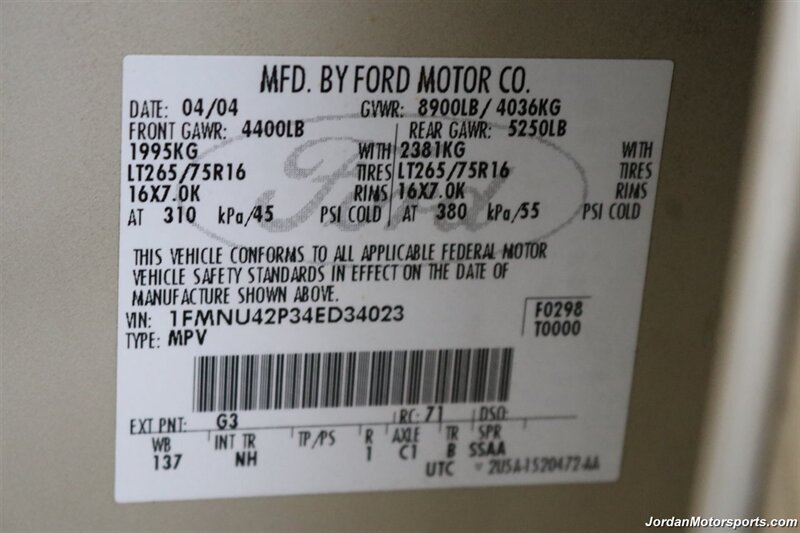 MFD. BY FORD MOTOR CO.
DATE: 04/04 GVWR: 8900LB/ 4036KG
FRONT GAWR: 4400LB REAR GAWR: 5250LB
1995KG WITH 2381KG WITH
LT265/75R16 TIRES LT265/75R16 TIRES
16X7.0K RIMS 16X7.0K RIMS
AT 310 kPa/45 PSI COLD AT 380 kPa/55 PSI COLD
Ford
THIS VEHICLE CONFORMS TO ALL APPLICABLE FEDERAL MOTOR
VEHICLE SAFETY STANDARDS IN EFFECT ON THE DATE OF
MANUFACTURE SHOWN ABOVE.
VIN: 1FMNU42P34ED34023 F0298
TYPE: MPV T0000
EXT PNT: G3 RC: 71 DSO:
WB INT TR TP/PS R AXLE TR SPR
137 NH 1 C1 B SSAA
UTC 2U5A-1520472-AA
JordanMotorsports.com